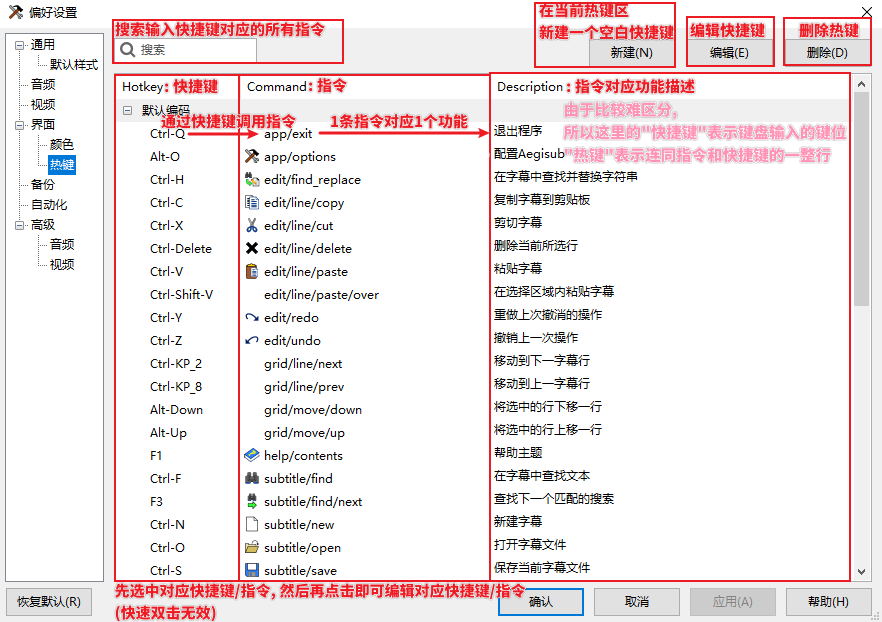 偏好设置
通用
默认样式
音频
视频
界面
颜色
热键
备份
自动化
高级
音频
视频
搜索输入快捷键对应的所有指令
搜索
在当前热键区
新建一个空白快捷键
新建(N)
编辑快捷键
编辑(E)
删除热键
删除(D)
Hotkey: 快捷键 Command: 指令 Description: 指令对应功能描述
默认编码
通过快捷键调用指令 1条指令对应1个功能
由于比较难区分,
所以这里的"快捷键"表示键盘输入的键位
"热键"表示连同指令和快捷键的一整行
Ctrl-Q app/exit 退出程序
Alt-O app/options 配置Aegisub
Ctrl-H edit/find_replace 在字幕中查找并替换字符串
Ctrl-C edit/line/copy 复制字幕到剪贴板
Ctrl-X edit/line/cut 剪切字幕
Ctrl-Delete edit/line/delete 删除当前所选行
Ctrl-V edit/line/paste 粘贴字幕
Ctrl-Shift-V edit/line/paste/over 在选择区域内粘贴字幕
Ctrl-Y edit/redo 重做上次撤消的操作
Ctrl-Z edit/undo 撤销上一次操作
Ctrl-KP_2 grid/line/next 移动到下一字幕行
Ctrl-KP_8 grid/line/prev 移动到上一字幕行
Alt-Down grid/move/down 将选中的行下移一行
Alt-Up grid/move/up 将选中的行上移一行
F1 help/contents 帮助主题
Ctrl-F subtitle/find 在字幕中查找文本
F3 subtitle/find/next 查找下一个匹配的搜索
Ctrl-N subtitle/new 新建字幕
Ctrl-O subtitle/open 打开字幕文件
Ctrl-S subtitle/save 保存当前字幕文件
先选中对应快捷键/指令, 然后再点击即可编辑对应快捷键/指令
(快速双击无效)
恢复默认(R) 确认 取消 应用(A) 帮助(H)